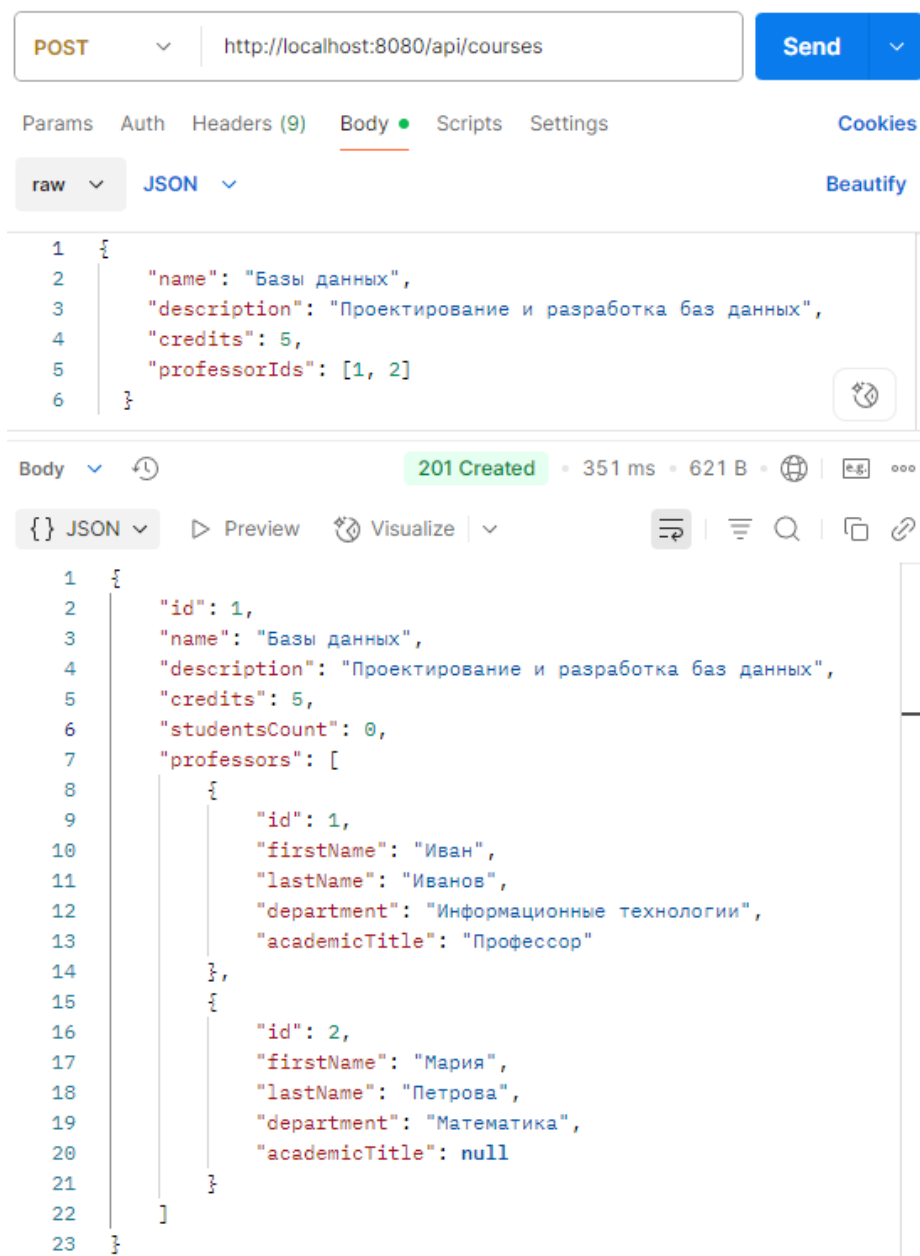 POST http://localhost:8080/api/courses Send
Params Auth Headers (9) Body Scripts Settings Cookies
raw JSON Beautify
1 {
2 "name": "Базы данных",
3 "description": "Проектирование и разработка баз данных",
4 "credits": 5,
5 "professorIds": [1, 2]
6 }
Body 201 Created • 351 ms • 621 B • e.g.
{} JSON Preview Visualize
1 {
2 "id": 1,
3 "name": "Базы данных",
4 "description": "Проектирование и разработка баз данных",
5 "credits": 5,
6 "studentsCount": 0,
7 "professors": [
8 {
9 "id": 1,
10 "firstName": "Иван",
11 "lastName": "Иванов",
12 "department": "Информационные технологии",
13 "academicTitle": "Профессор"
14 },
15 {
16 "id": 2,
17 "firstName": "Мария",
18 "lastName": "Петрова",
19 "department": "Математика",
20 "academicTitle": null
21 }
22 ]
23 }